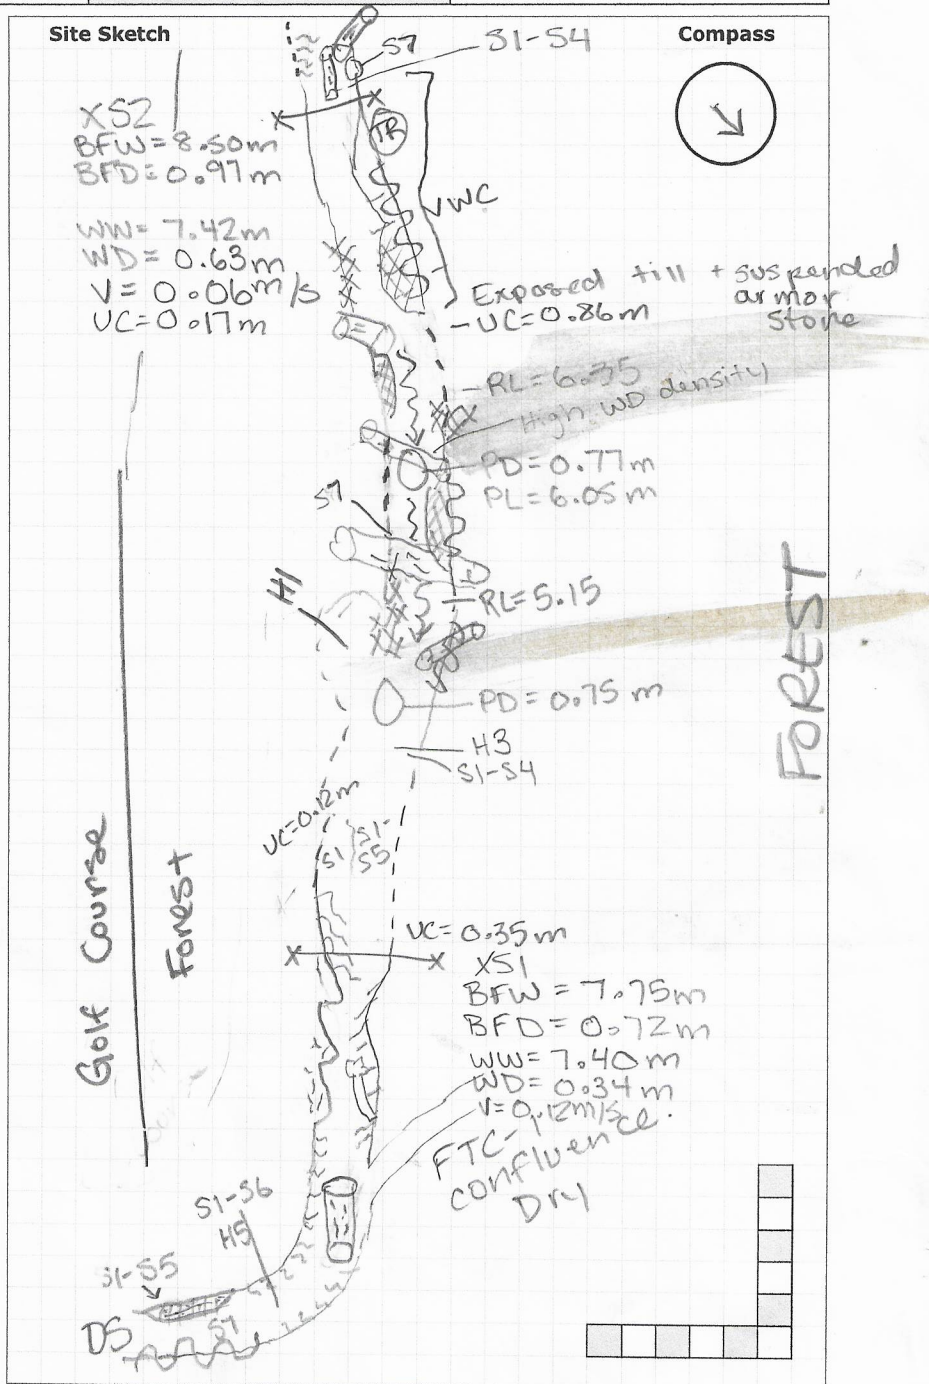 Site Sketch
Compass
S7
S1-S4
XS2
BFW = 8.50m
BFD = 0.97m
WW = 7.42m
WD = 0.63m
V = 0.06m/s
UC = 0.17m
TR
VWC
Exposed till + suspended
armor
stone
- UC = 0.86m
- RL = 6.35
High WD density
PD = 0.77m
PL = 6.05m
S7
H1
- RL = 5.15
PD = 0.75m
H3
S1-S4
FOREST
UC = 0.12m
S1
S1-
S5
Golf Course
Forest
UC = 0.35m
XS1
BFW = 7.75m
BFD = 0.72m
WW = 7.40m
WD = 0.34m
V = 0.12m/s
FTC-1
confluence.
Dry
S1-S6
H5
S1-S5
DS
S7